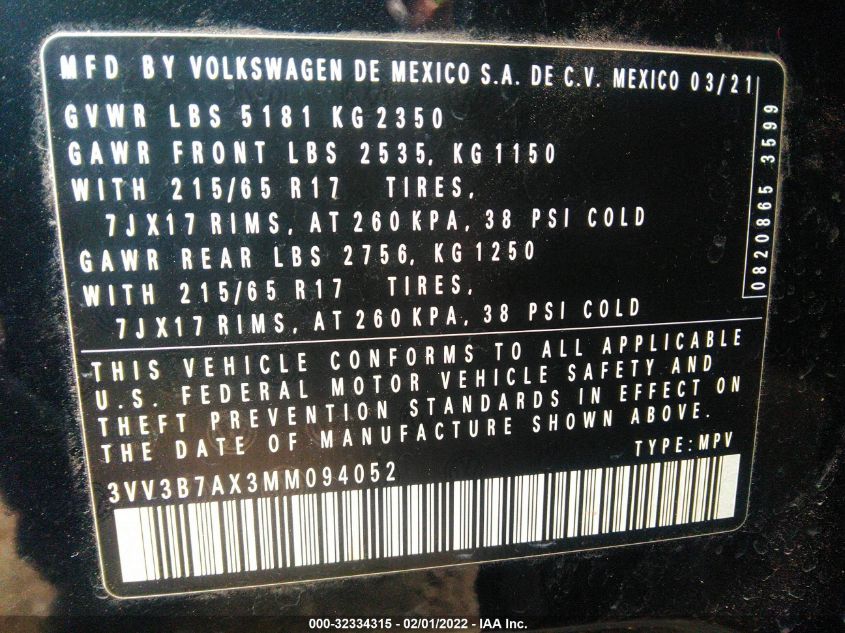 MFD BY VOLKSWAGEN DE MEXICO S.A. DE C.V. MEXICO 03/21
GVWR LBS 5181 KG 2350
GAWR FRONT LBS 2535, KG 1150
WITH 215/65 R17 TIRES,
7JX17 RIMS, AT 260 KPA, 38 PSI COLD
GAWR REAR LBS 2756, KG 1250
WITH 215/65 R17 TIRES,
7JX17 RIMS, AT 260 KPA, 38 PSI COLD
0820865 3599
THIS VEHICLE CONFORMS TO ALL APPLICABLE
U.S. FEDERAL MOTOR VEHICLE SAFETY AND
THEFT PREVENTION STANDARDS IN EFFECT ON
THE DATE OF MANUFACTURE SHOWN ABOVE.
TYPE: MPV
3VV3B7AX3MM094052
000-32334315 - 02/01/2022 - IAA Inc.